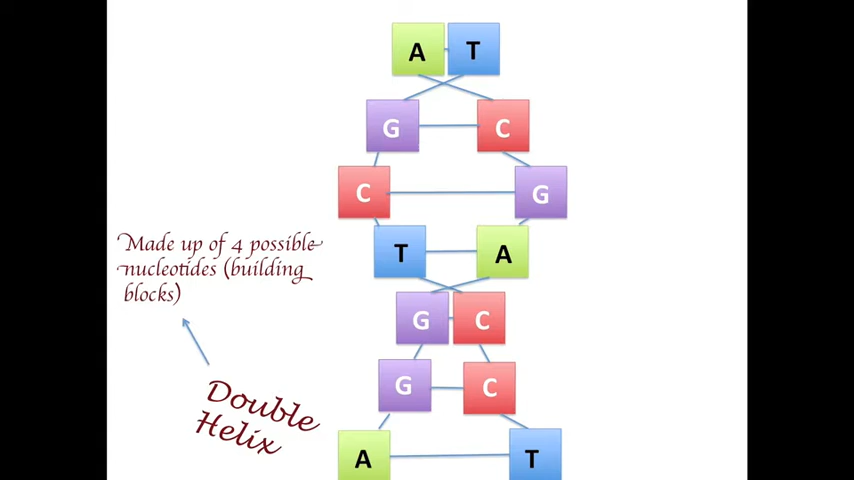 A T
G C
C G
T A
Made up of 4 possible
nucleotides (building
blocks)
G C
G C
Double
Helix
A T